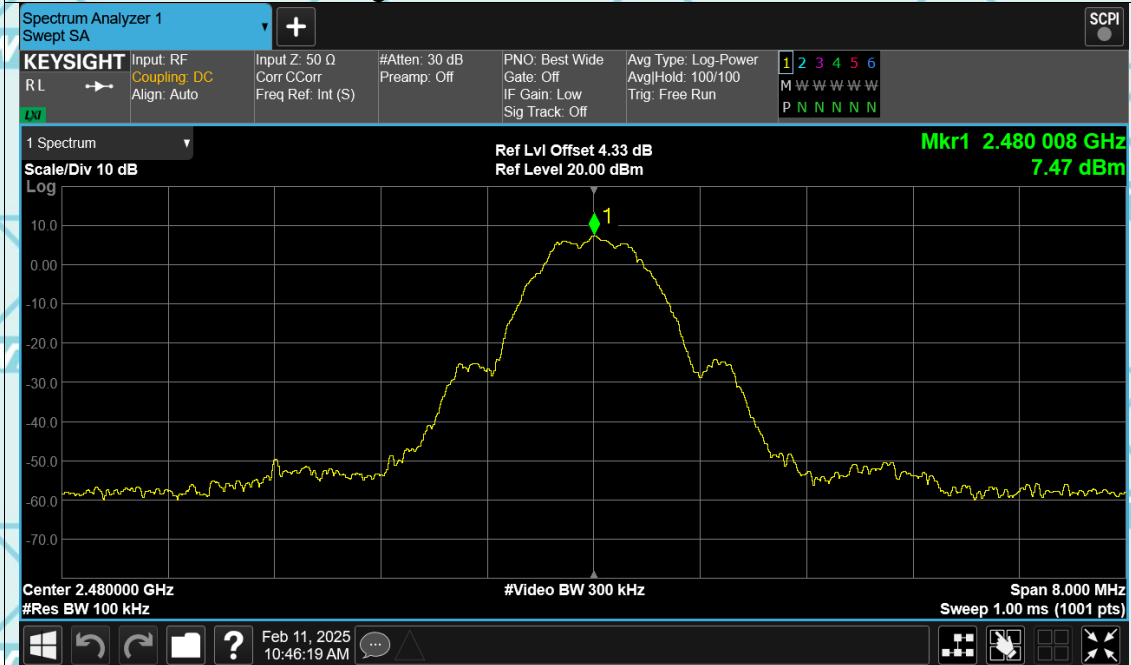 Spectrum Analyzer 1
Swept SA
+
SCPI
KEYSIGHT
R L
LXI
Input: RF
Coupling: DC
Align: Auto
Input Z: 50 Ω
Corr CCorr
Freq Ref: Int (S)
#Atten: 30 dB
Preamp: Off
PNO: Best Wide
Gate: Off
IF Gain: Low
Sig Track: Off
Avg Type: Log-Power
Avg|Hold: 100/100
Trig: Free Run
1 2 3 4 5 6
M W W W W W
P N N N N N
1 Spectrum
Scale/Div 10 dB
Log
Ref Lvl Offset 4.33 dB
Ref Level 20.00 dBm
Mkr1 2.480 008 GHz
7.47 dBm
1
10.0
0.00
-10.0
-20.0
-30.0
-40.0
-50.0
-60.0
-70.0
Center 2.480000 GHz
#Video BW 300 kHz
Span 8.000 MHz
#Res BW 100 kHz
Sweep 1.00 ms (1001 pts)
?
Feb 11, 2025
10:46:19 AM